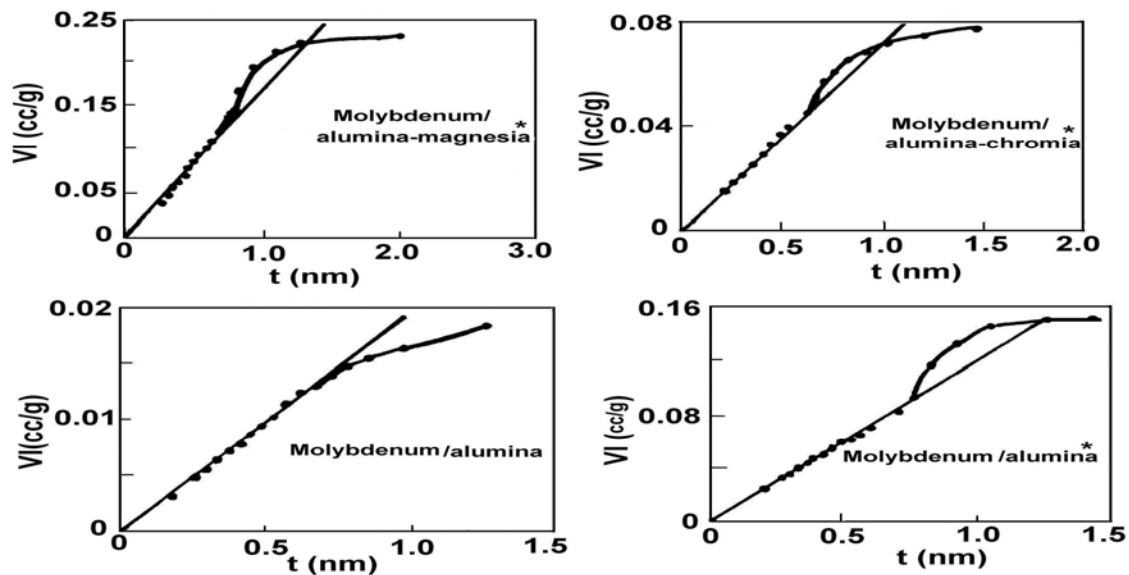 0.25
0.15
0.05
0
Vl (cc/g)
Molybdenum/
alumina-magnesia*
0 1.0 2.0 3.0
t (nm)
0.08
0.04
0
Vl (cc/g)
Molybdenum/
alumina-chromia*
0 0.5 1.0 1.5 2.0
t (nm)
0.02
0.01
0
Vl(cc/g)
Molybdenum/alumina
0 0.5 1.0 1.5
t (nm)
0.16
0.08
0
Vl (cc/g)
Molybdenum /alumina*
0 0.5 1.0 1.5
t (nm)